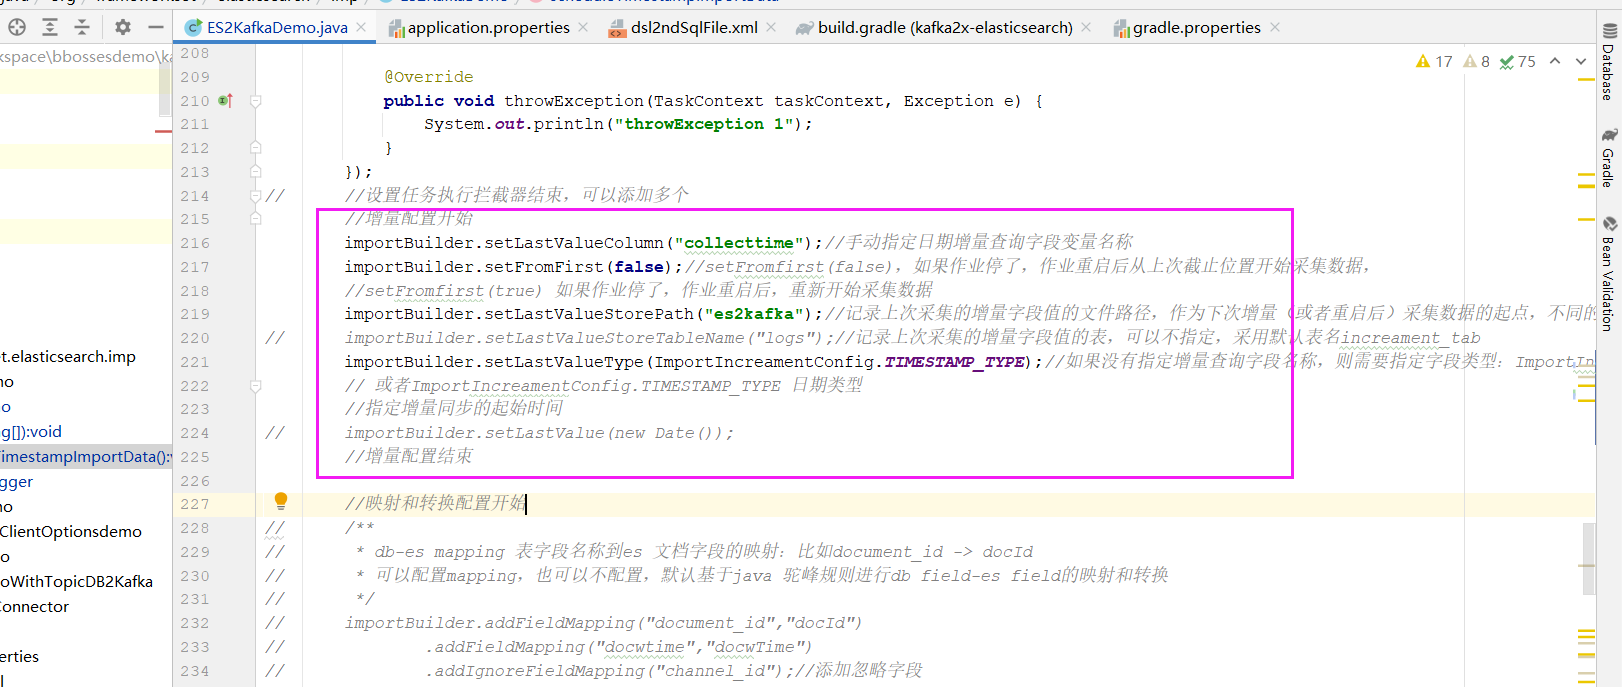 ES2KafkaDemo.java
application.properties
dsl2ndSqlFile.xml
build.gradle (kafka2x-elasticsearch)
gradle.properties
kspace\bbossesdemo\ka
17 8 75
Database
Gradle
Bean Validation
t.elasticsearch.imp
no
o
g[]):void
TimestampImportData():v
gger
no
ClientOptionsdemo
o
oWithTopicDB2Kafka
Connector
erties
l
208
209 @Override
210 public void throwException(TaskContext taskContext, Exception e) {
211 System.out.println("throwException 1");
212 }
213 });
214 // //设置任务执行拦截器结束，可以添加多个
215 //增量配置开始
216 importBuilder.setLastValueColumn("collecttime");//手动指定日期增量查询字段变量名称
217 importBuilder.setFromFirst(false);//setFromfirst(false)，如果作业停了，作业重启后从上次截止位置开始采集数据，
218 //setFromfirst(true) 如果作业停了，作业重启后，重新开始采集数据
219 importBuilder.setLastValueStorePath("es2kafka");//记录上次采集的增量字段值的文件路径，作为下次增量（或者重启后）采集数据的起点，不同的
220 // importBuilder.setLastValueStoreTableName("logs");//记录上次采集的增量字段值的表，可以不指定，采用默认表名increament_tab
221 importBuilder.setLastValueType(ImportIncreamentConfig.TIMESTAMP_TYPE);//如果没有指定增量查询字段名称，则需要指定字段类型：ImportIn
222 // 或者ImportIncreamentConfig.TIMESTAMP_TYPE 日期类型
223 //指定增量同步的起始时间
224 // importBuilder.setLastValue(new Date());
225 //增量配置结束
226
227 //映射和转换配置开始
228 // /**
229 // * db-es mapping 表字段名称到es 文档字段的映射：比如document_id -> docId
230 // * 可以配置mapping，也可以不配置，默认基于java 驼峰规则进行db field-es field的映射和转换
231 // */
232 // importBuilder.addFieldMapping("document_id","docId")
233 // .addFieldMapping("docwtime","docwTime")
234 // .addIgnoreFieldMapping("channel_id");//添加忽略字段